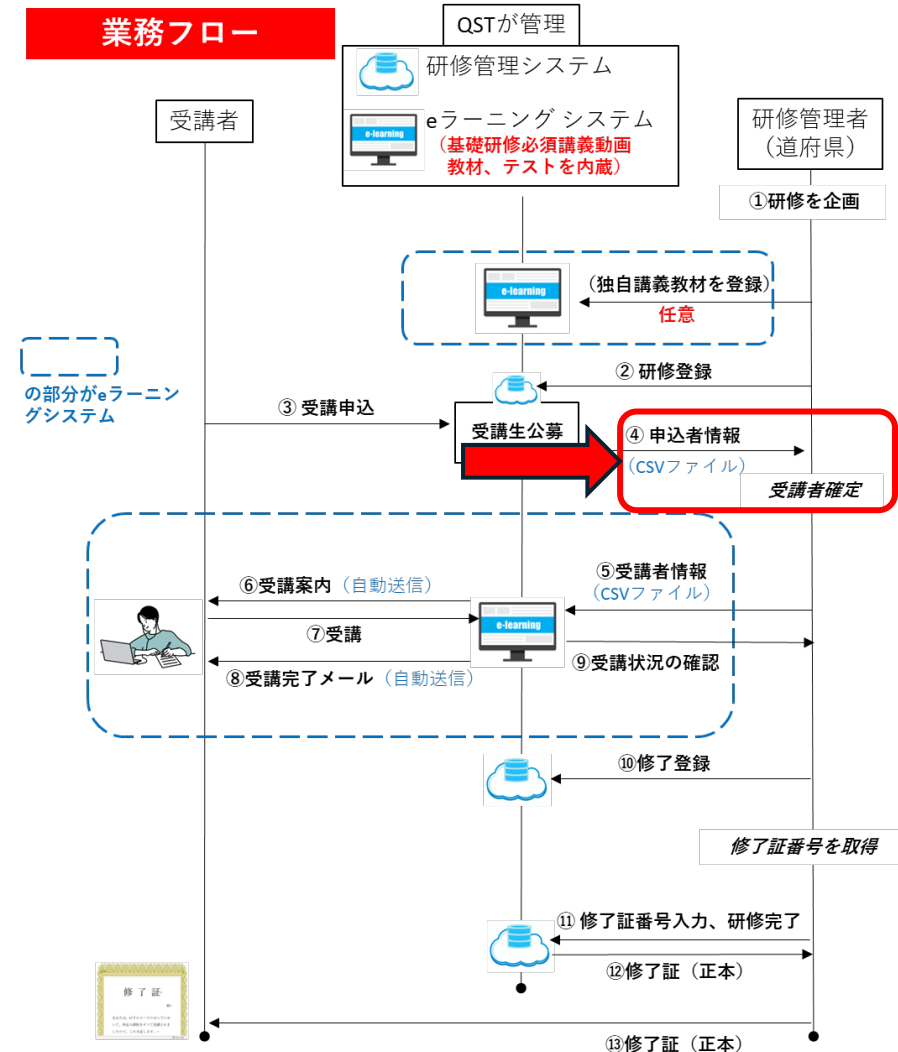 業務フロー
QSTが管理
研修管理システム
eラーニング システム
（基礎研修必須講義動画
教材、テストを内蔵）
e-learning
受講者
研修管理者
（道府県）
①研修を企画
（独自講義教材を登録）
任意
e-learning
の部分がeラーニン
グシステム
② 研修登録
③ 受講申込
受講生公募
④ 申込者情報
（CSVファイル）
受講者確定
⑤受講者情報
（CSVファイル）
⑥受講案内（自動送信）
⑦受講
e-learning
⑧受講完了メール（自動送信）
⑨受講状況の確認
⑩修了登録
修了証番号を取得
⑪ 修了証番号入力、研修完了
⑫修了証（正本）
修 了 証
⑬修了証（正本）